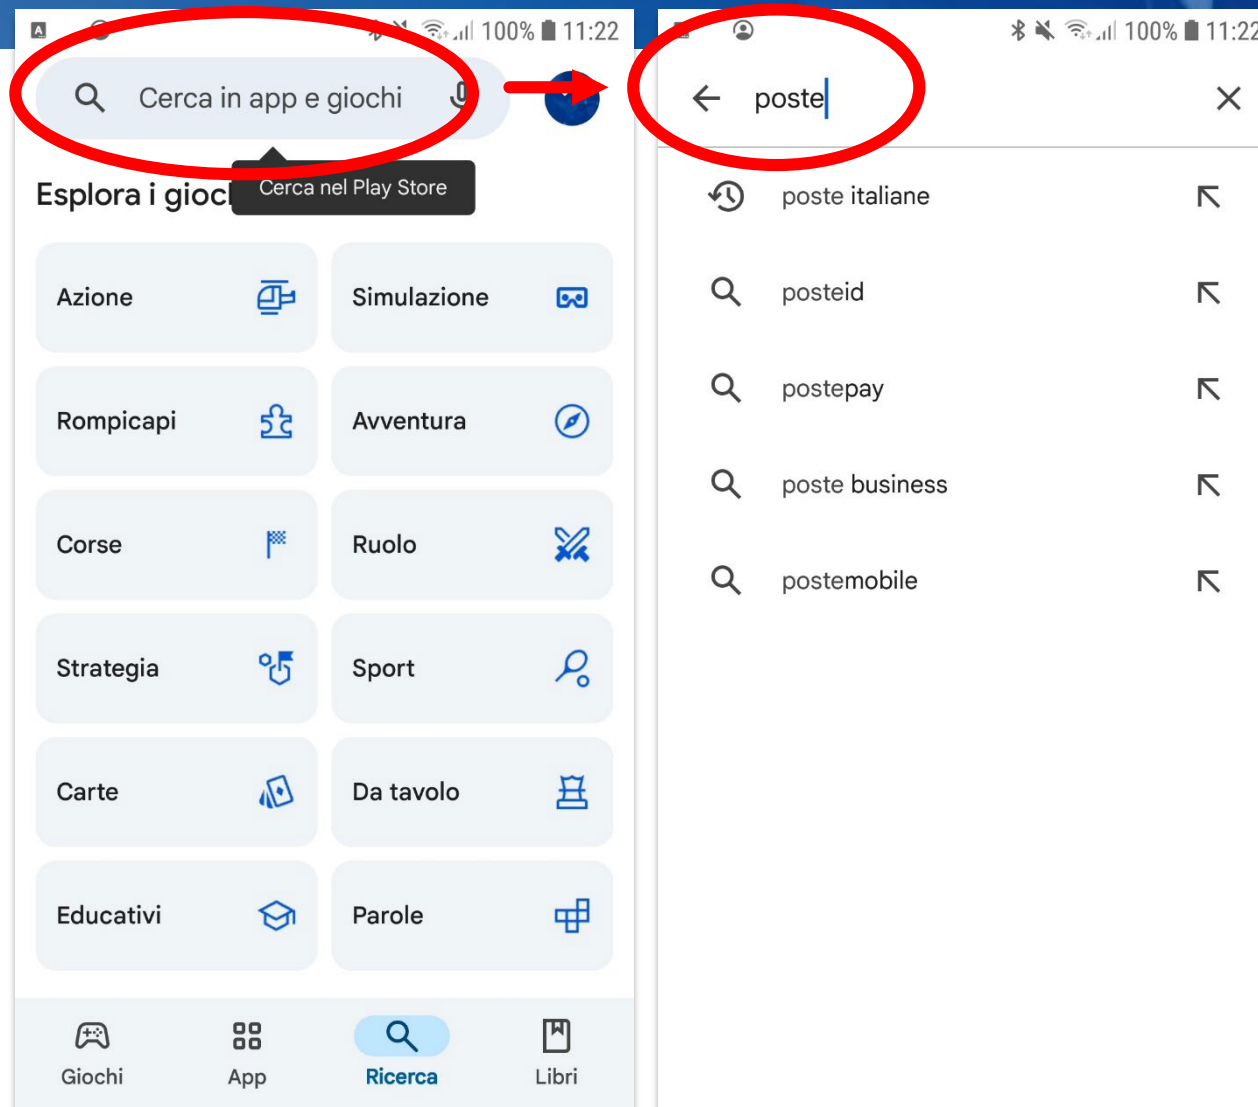 100% 11:22
Cerca in app e giochi
Cerca nel Play Store
Esplora i gioc
Azione
Simulazione
Rompicapi
Avventura
Corse
Ruolo
Strategia
Sport
Carte
Da tavolo
Educativi
Parole
Giochi
App
Ricerca
Libri
100% 11:22
poste
poste italiane
posteid
postepay
poste business
postemobile